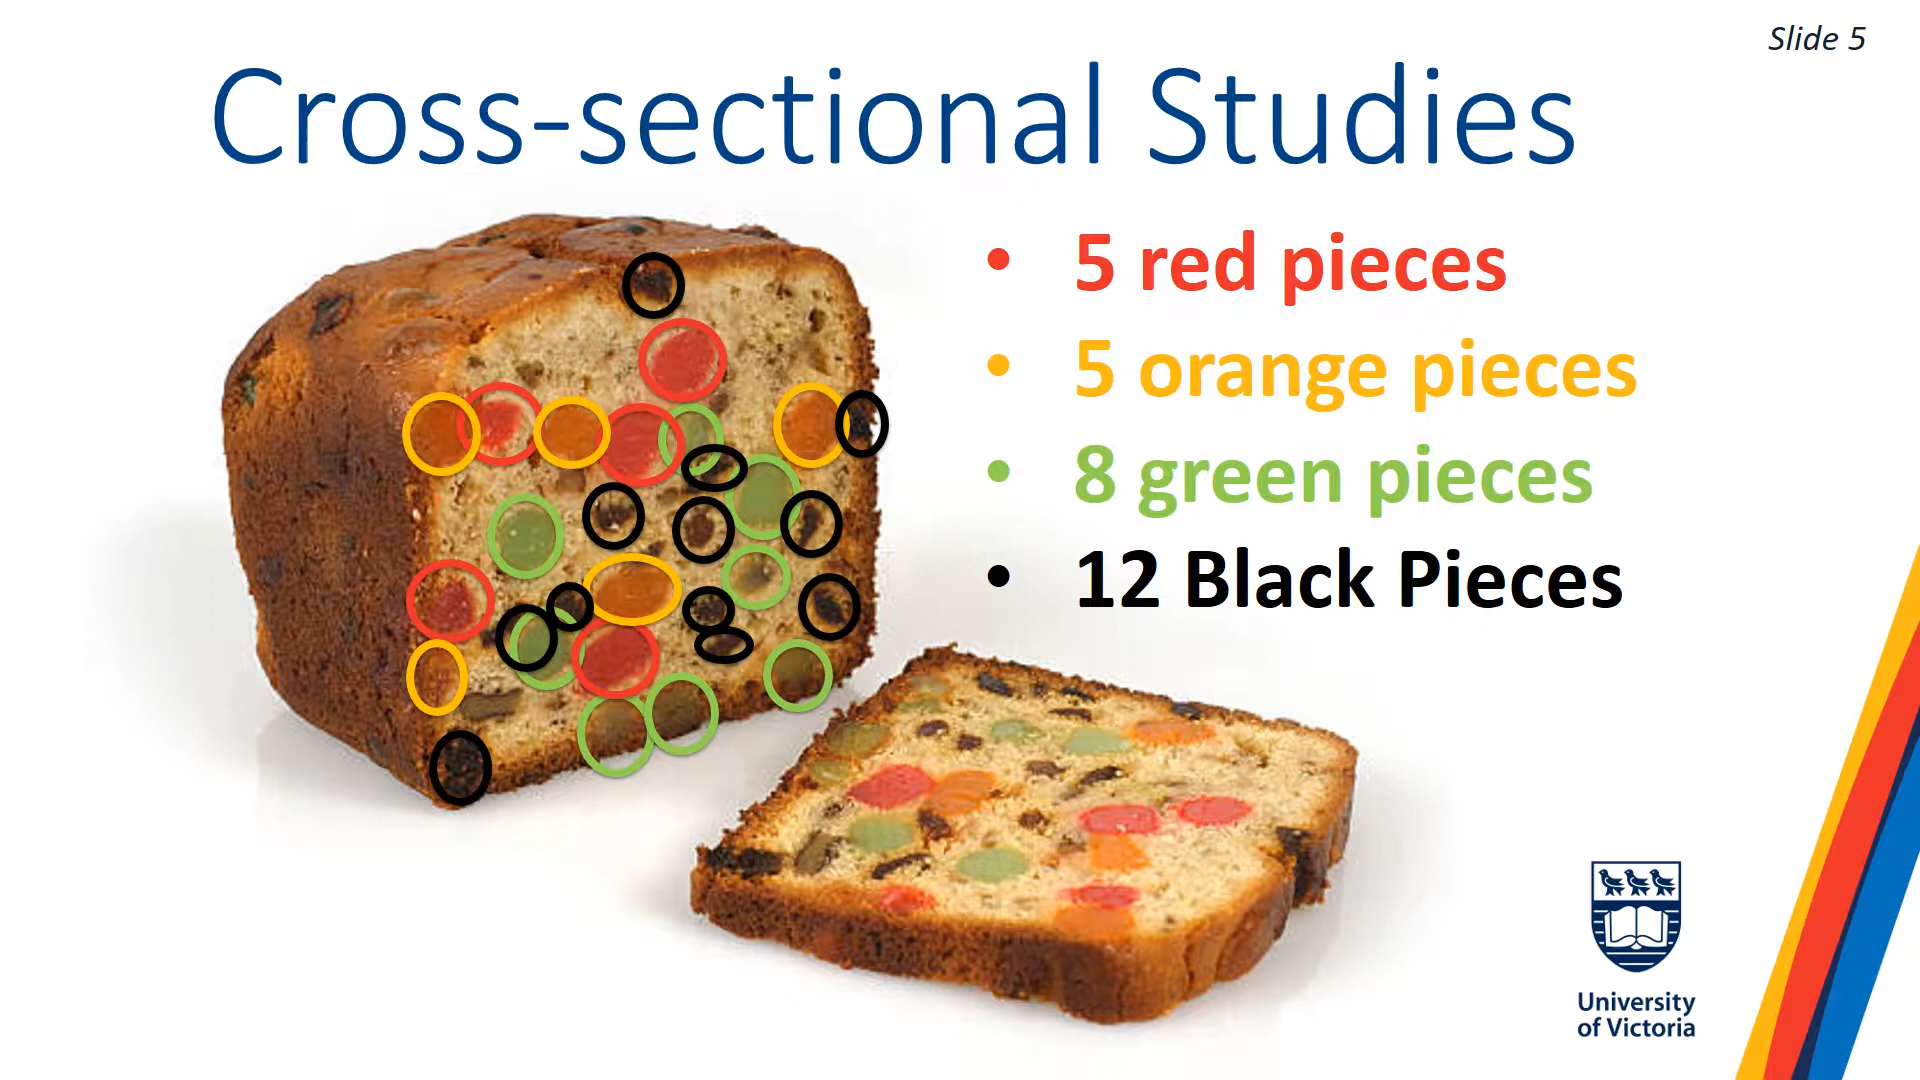 Slide 5
Cross-sectional Studies
• 5 red pieces
• 5 orange pieces
• 8 green pieces
• 12 Black Pieces
University
of Victoria